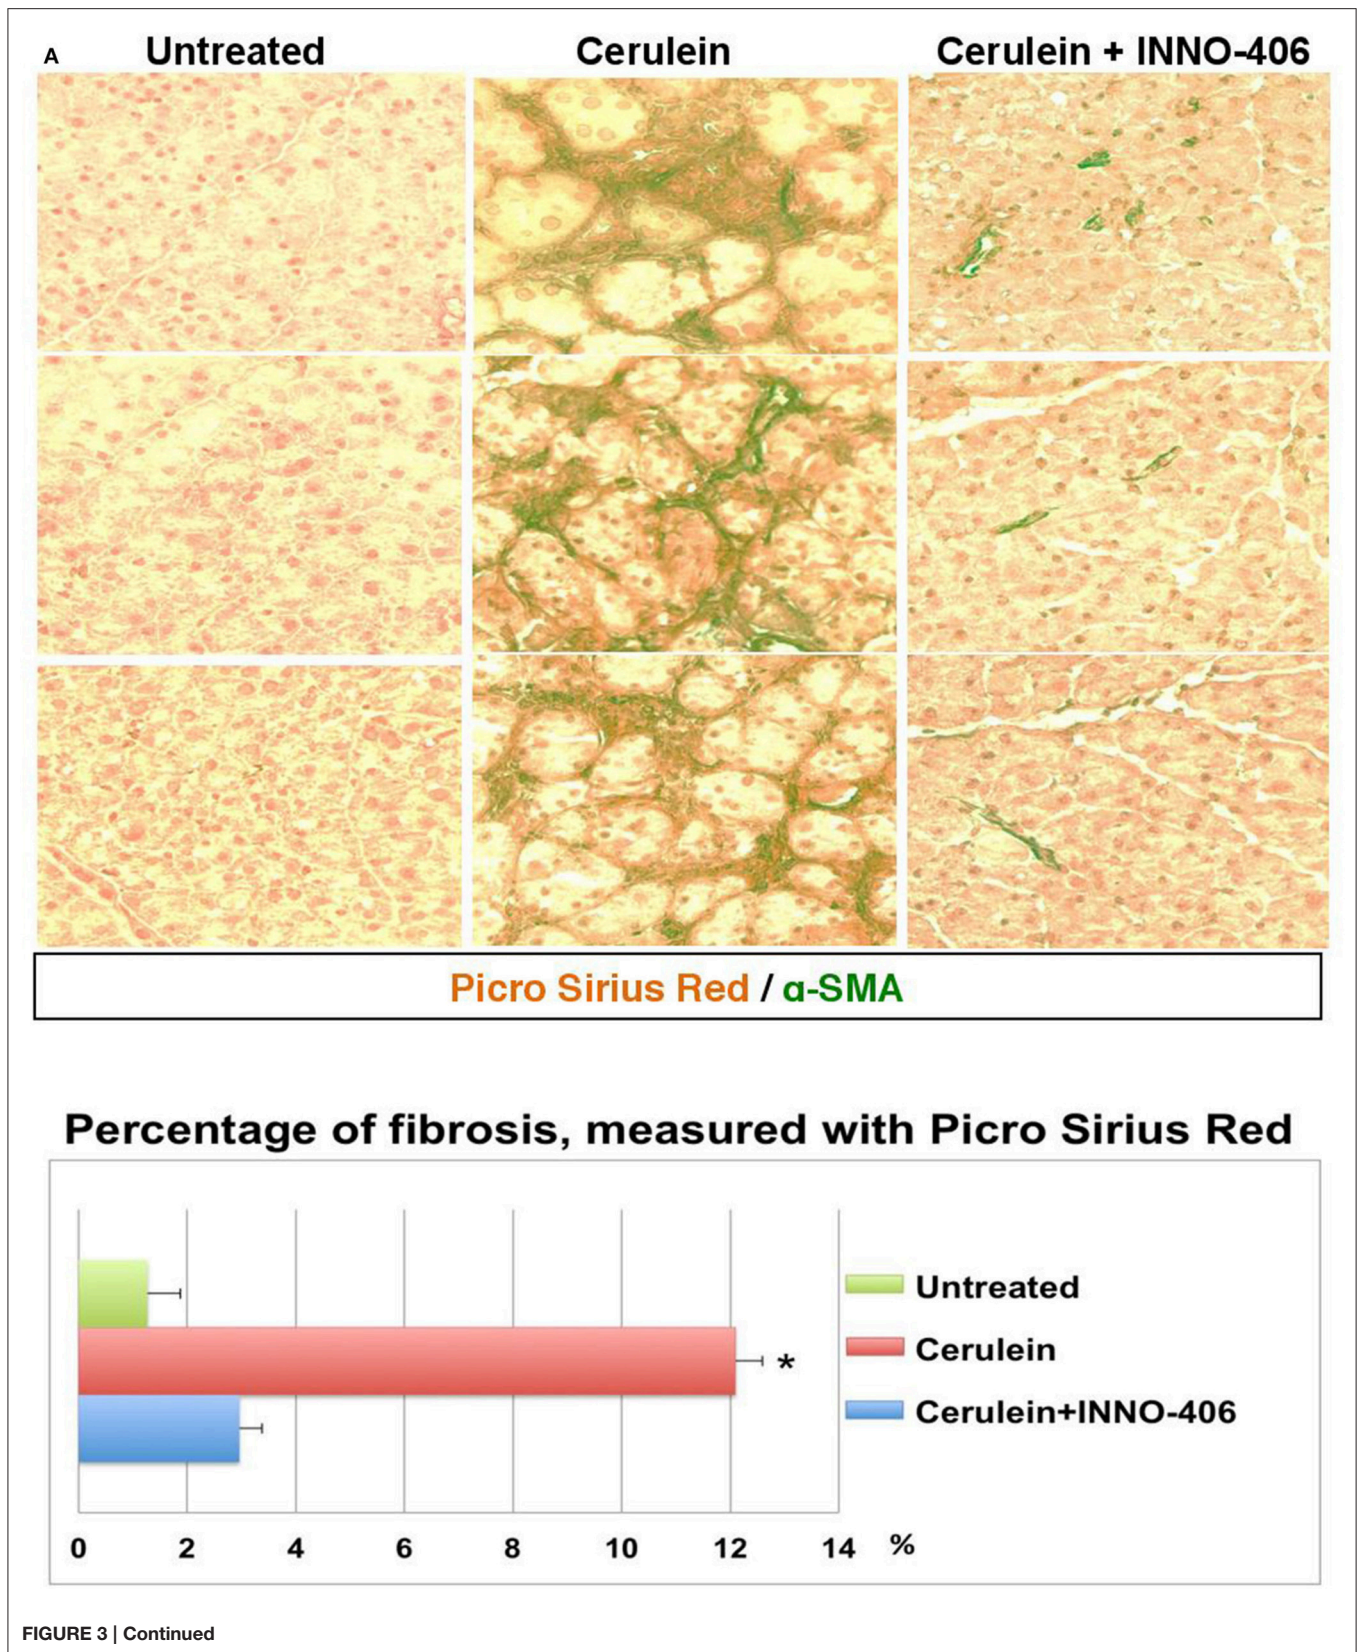 A Untreated Cerulein Cerulein + INNO-406
Picro Sirius Red / α-SMA
Percentage of fibrosis, measured with Picro Sirius Red
Untreated
Cerulein
Cerulein+INNO-406
*
0 2 4 6 8 10 12 14 %
FIGURE 3 | Continued